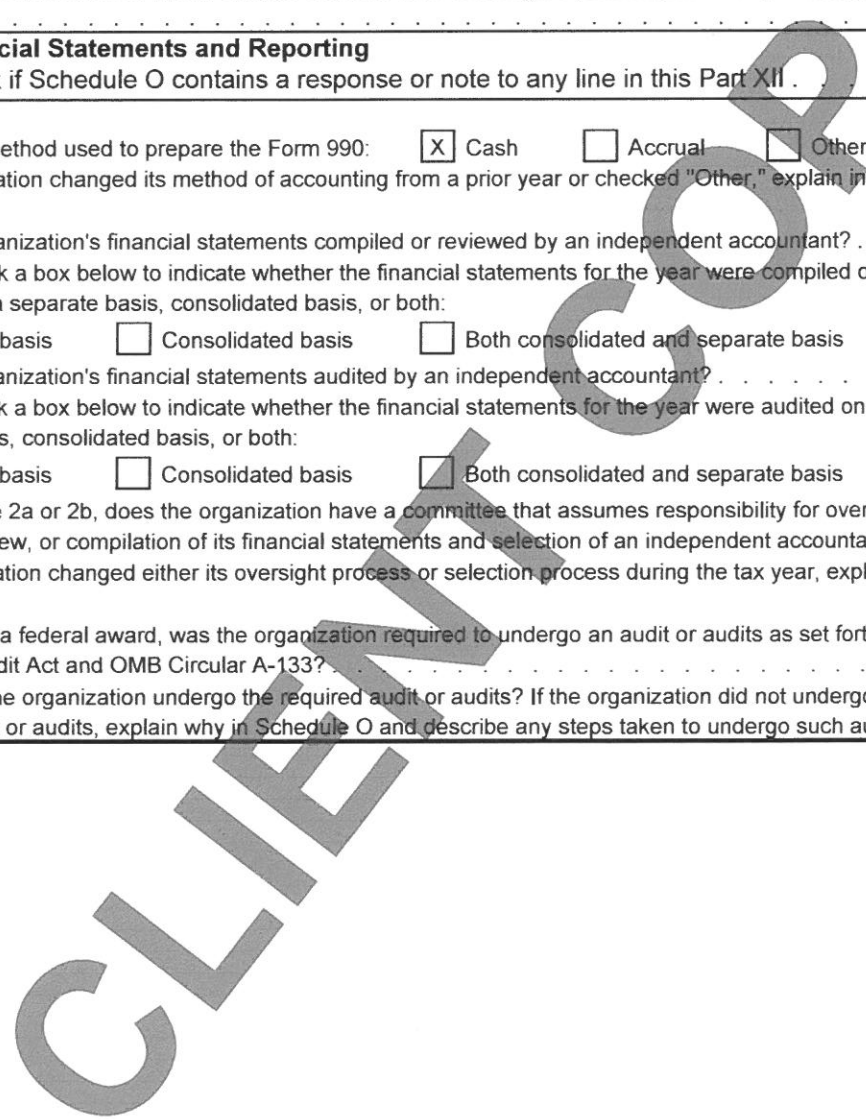 cial Statements and Reporting
if Schedule O contains a response or note to any line in this Part XII . .
ethod used to prepare the Form 990: X Cash Accrual Other
ation changed its method of accounting from a prior year or checked "Other," explain in
anization's financial statements compiled or reviewed by an independent accountant? .
k a box below to indicate whether the financial statements for the year were compiled o
separate basis, consolidated basis, or both:
basis Consolidated basis Both consolidated and separate basis
anization's financial statements audited by an independent accountant? . . . . . .
k a box below to indicate whether the financial statements for the year were audited on
s, consolidated basis, or both:
basis Consolidated basis Both consolidated and separate basis
2a or 2b, does the organization have a committee that assumes responsibility for over
ew, or compilation of its financial statements and selection of an independent accounta
ation changed either its oversight process or selection process during the tax year, expl
a federal award, was the organization required to undergo an audit or audits as set fort
dit Act and OMB Circular A-133? . . . . . . . . . . . . . . . . . . . . .
e organization undergo the required audit or audits? If the organization did not undergo
or audits, explain why in Schedule O and describe any steps taken to undergo such au
CLIENT COP